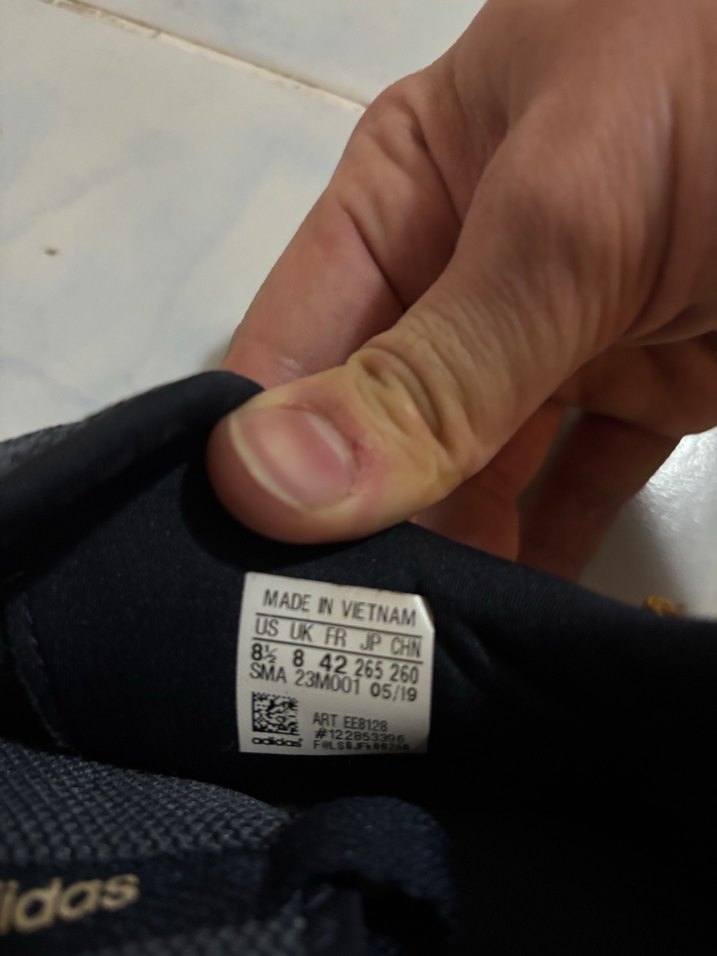 MADE IN VIETNAM
US UK FR JP CHN
8½ 8 42 265 260
SMA 23M001 05/19
ART EE8128
#122853396
adidas
adidas